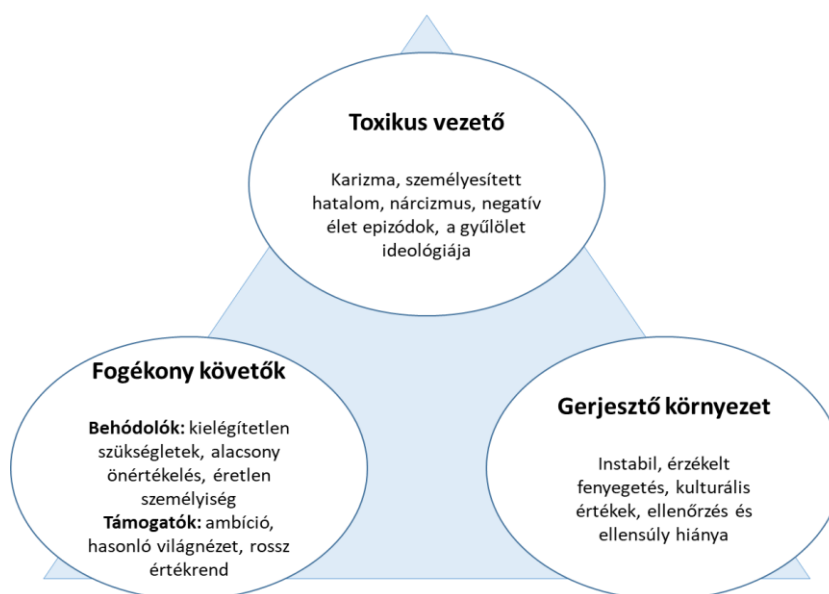 Toxikus vezető
Karizma, személyesített
hatalom, nárcizmus, negatív
élet epizódok, a gyűlölet
ideológiája
Fogékony követők
Behódolók: kielégítetlen
szükségletek, alacsony
önértékelés, éretlen
személyiség
Támogatók: ambíció,
hasonló világnézet, rossz
értékrend
Gerjesztő környezet
Instabil, érzékelt
fenyegetés, kulturális
értékek, ellenőrzés és
ellensúly hiánya